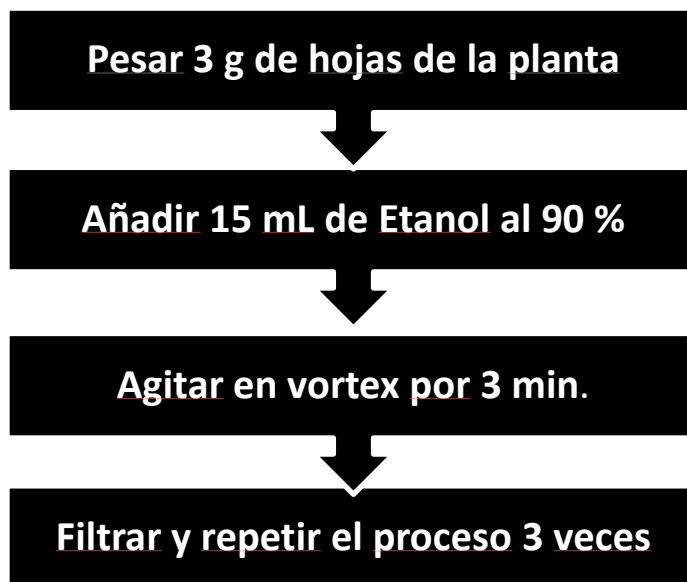 Pesar 3 g de hojas de la planta
Añadir 15 mL de Etanol al 90 %
Agitar en vortex por 3 min.
Filtrar y repetir el proceso 3 veces